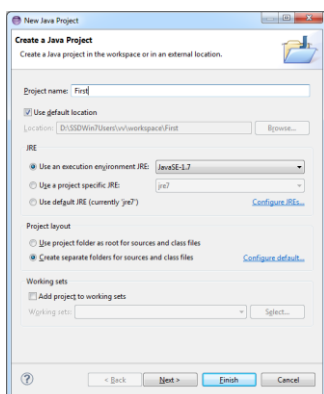 New Java Project
Create a Java Project
Create a Java project in the workspace or in an external location.
Project name: First
Use default location
Location: D:\SSDWin7Users\vv\workspace\First Browse...
JRE
Use an execution environment JRE: JavaSE-1.7
Use a project specific JRE: jre7
Use default JRE (currently 'jre7') Configure JREs...
Project layout
Use project folder as root for sources and class files
Create separate folders for sources and class files Configure default...
Working sets
Add project to working sets
Working sets: Select...
? < Back Next > Finish Cancel